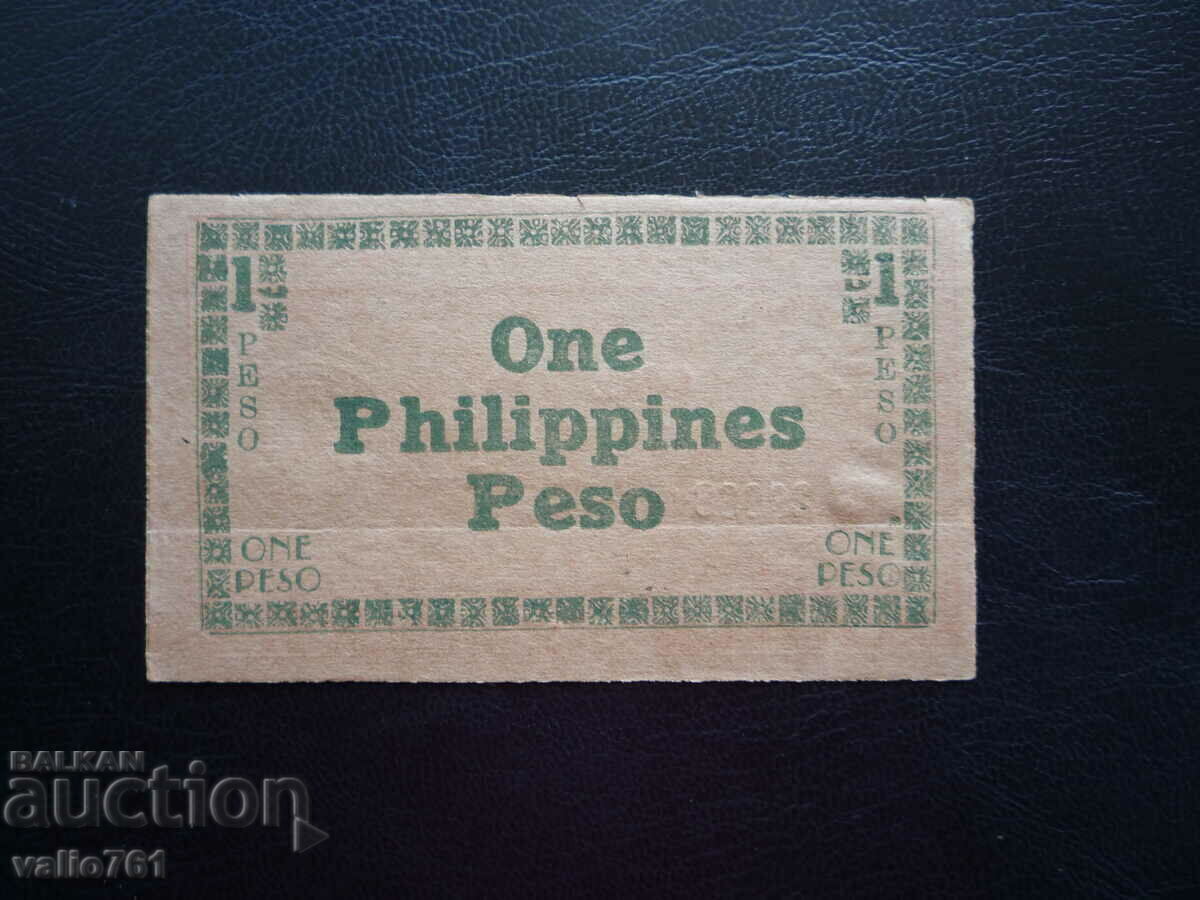 1
1
PESO
PESO
One
Philippines
Peso
ONE
PESO
ONE
PESO
BALKAN
auction
valio761